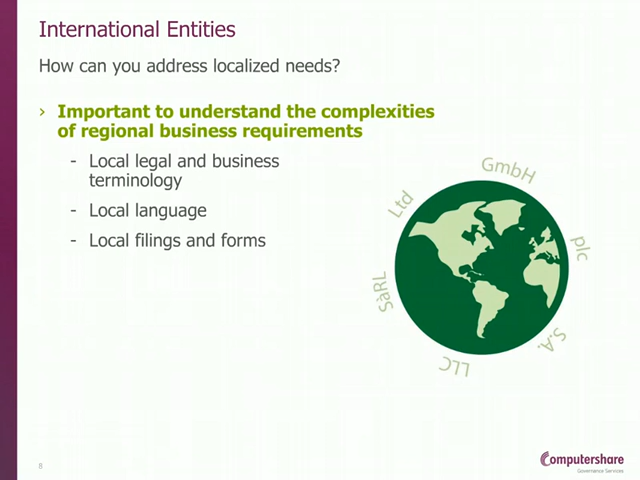 International Entities
How can you address localized needs?
› Important to understand the complexities
of regional business requirements
- Local legal and business
terminology
- Local language
- Local filings and forms
GmbH
Ltd
plc
SàRL
S.A.
LLC
8
Computershare
Governance Services